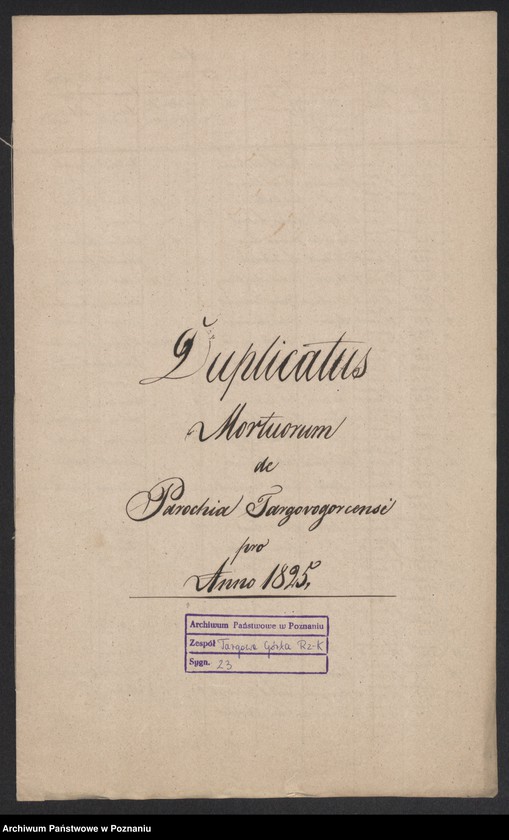 Duplicatus
Mortuorum
de
Parochia Targovogorcensi
pro
Anno 1825,
Archiwum Państwowe w Poznaniu
Zespół Targowa Górka Rz-K
Sygn. 23
Archiwum Państwowe w Poznaniu